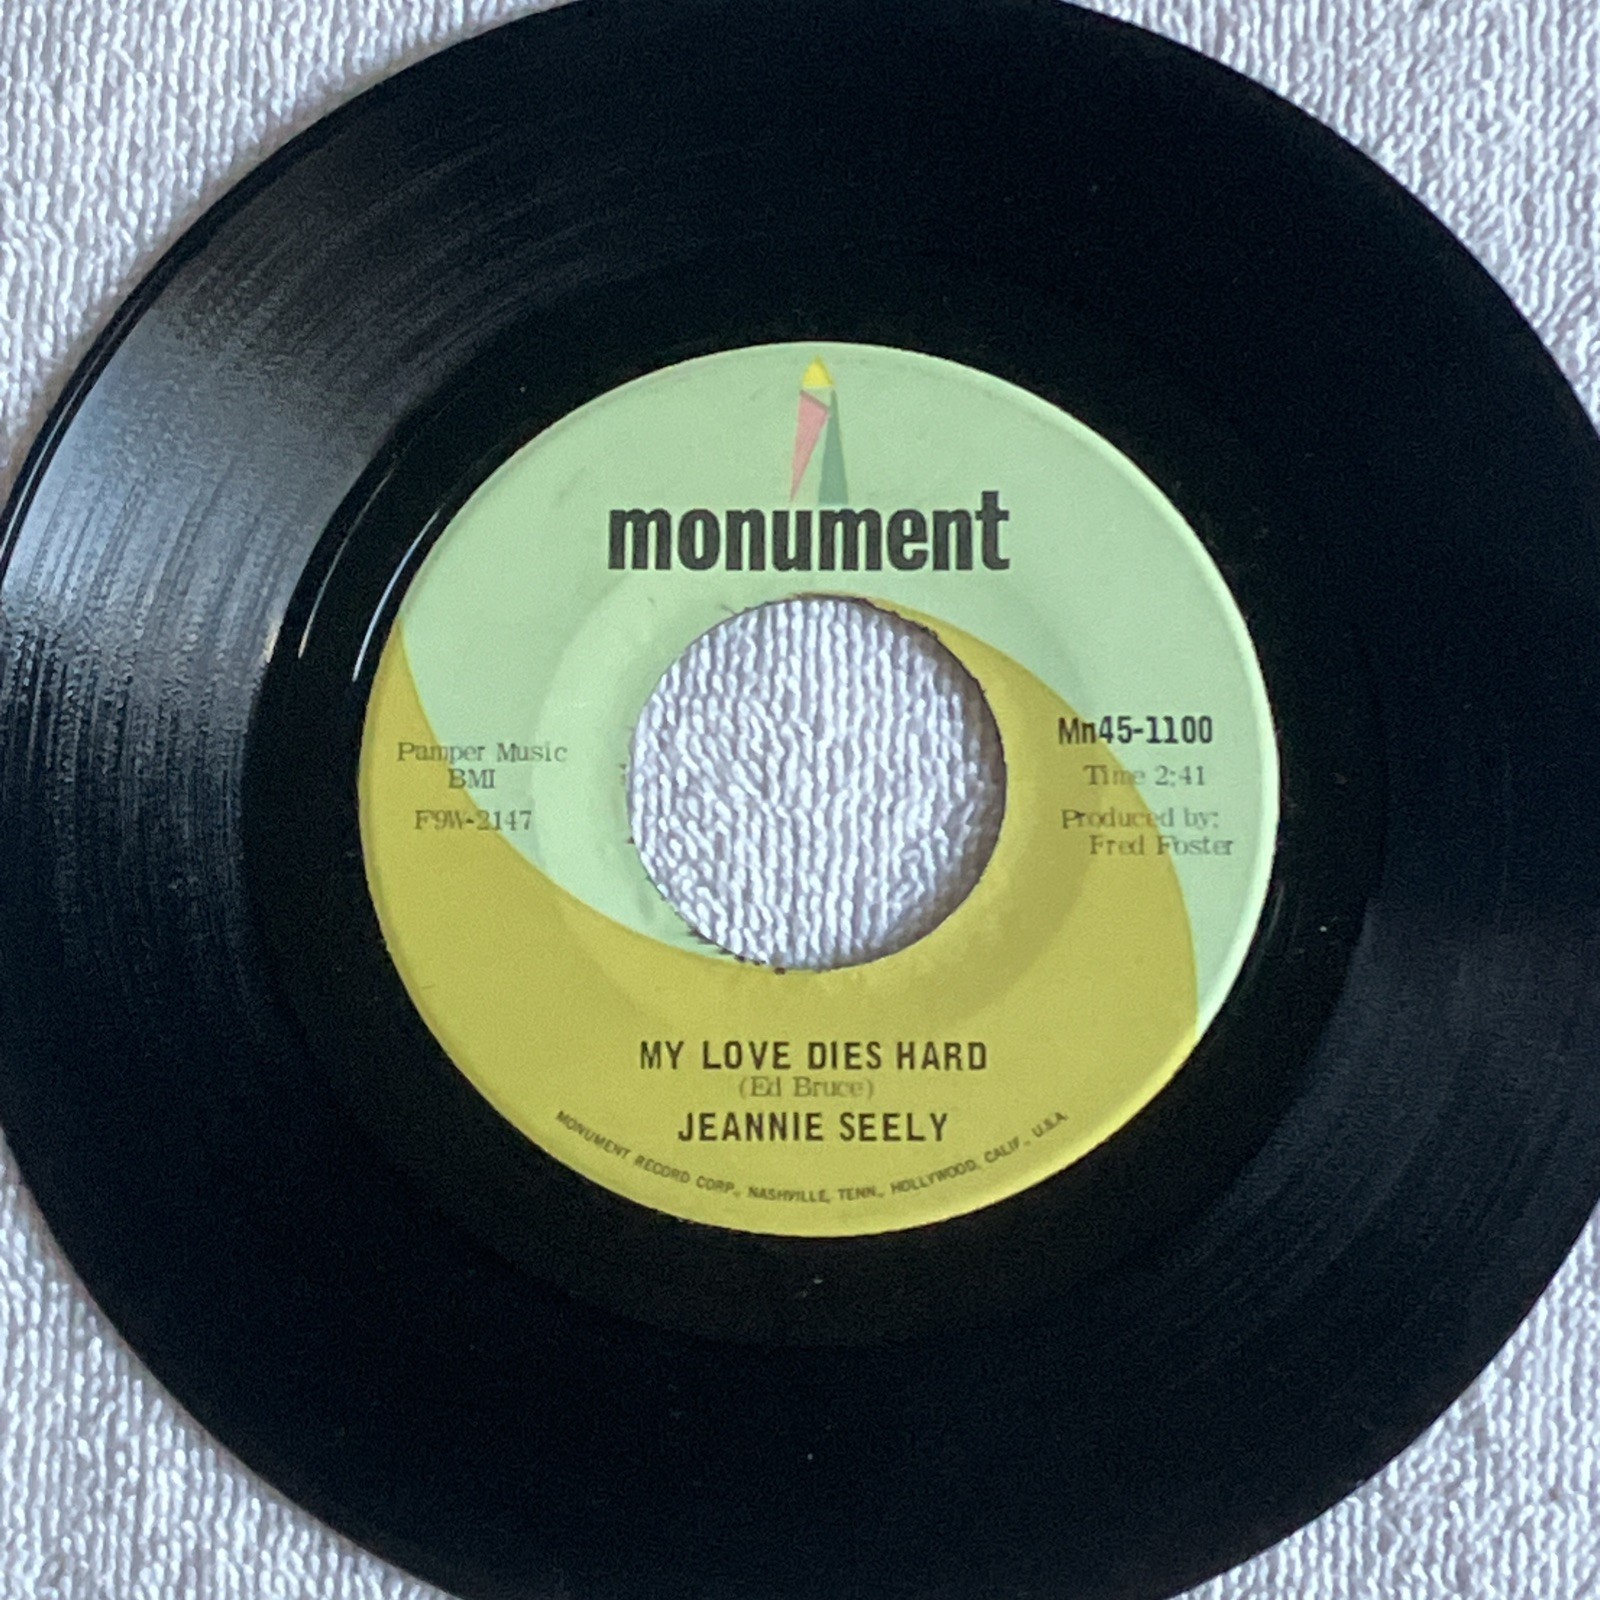 monument
Mn45-1100
Pamper Music
BMI
Time 2:41
F9W-2147
Produced by:
Fred Foster
MY LOVE DIES HARD
(Ed Bruce)
JEANNIE SEELY
MONUMENT RECORD CORP., NASHVILLE, TENN., HOLLYWOOD, CALIF., U.S.A.